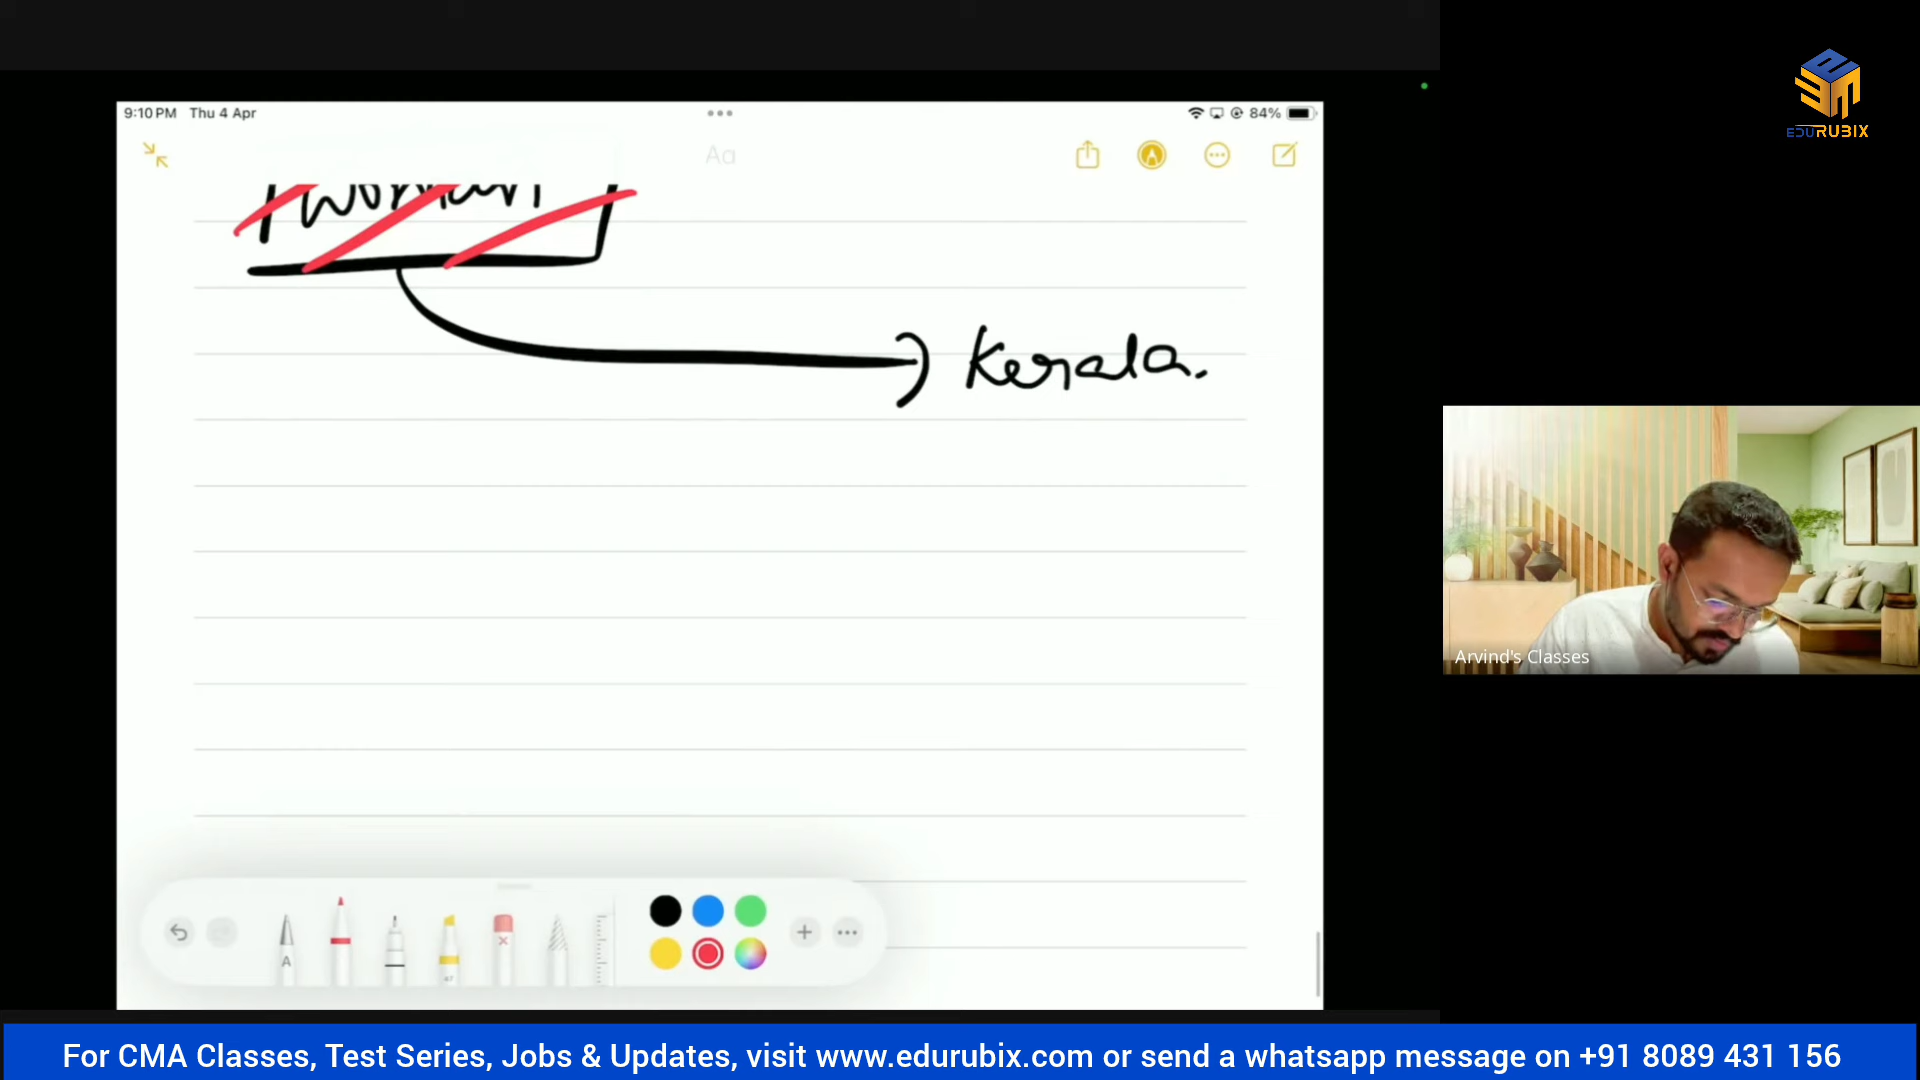 9:10 PM Thu 4 Apr
84%
Aa
Kerala.
A
EDURUBIX
Arvind's Classes
For CMA Classes, Test Series, Jobs & Updates, visit www.edurubix.com or send a whatsapp message on +91 8089 431 156